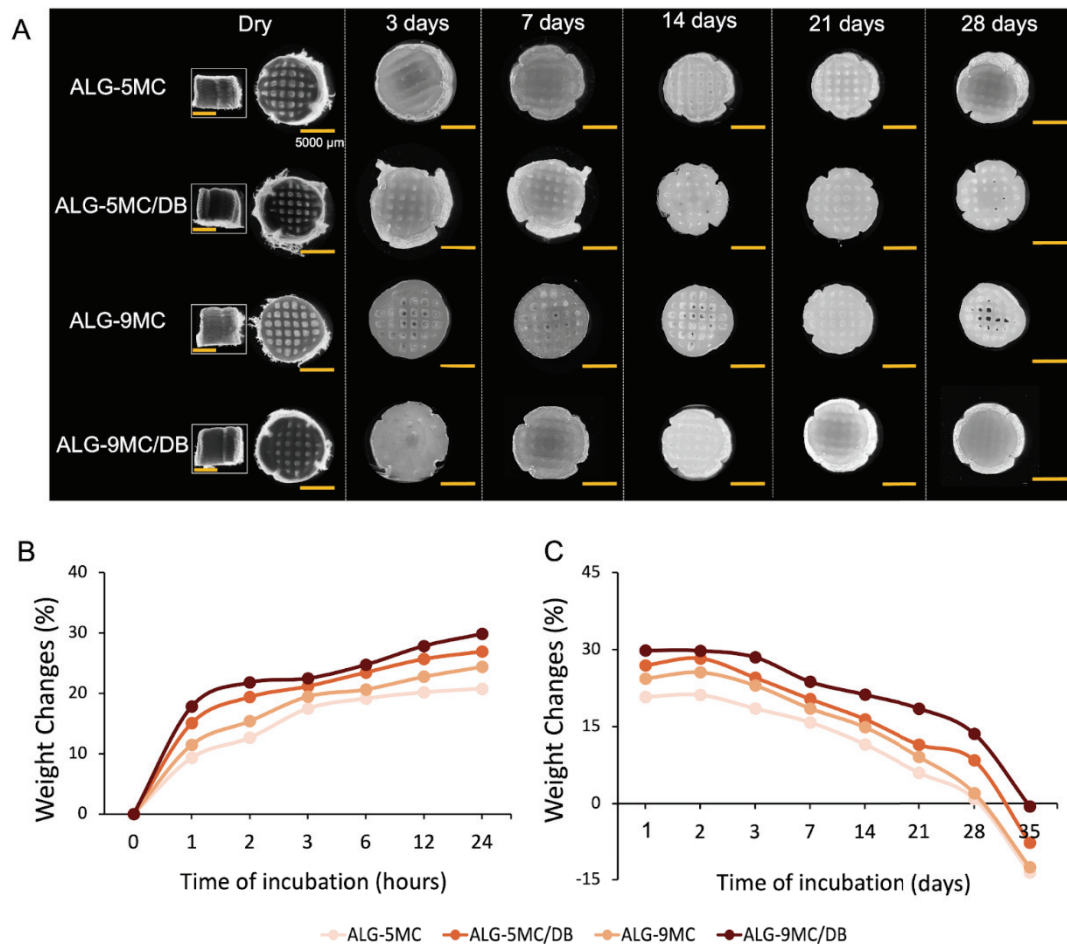 A
Dry 3 days 7 days 14 days 21 days 28 days
ALG-5MC
5000 µm
ALG-5MC/DB
ALG-9MC
ALG-9MC/DB
B
Weight Changes (%)
40
30
20
10
0
0 1 2 3 6 12 24
Time of incubation (hours)
C
Weight Changes (%)
45
30
15
0
-15
1 2 3 7 14 21 28 35
Time of incubation (days)
ALG-5MC ALG-5MC/DB ALG-9MC ALG-9MC/DB